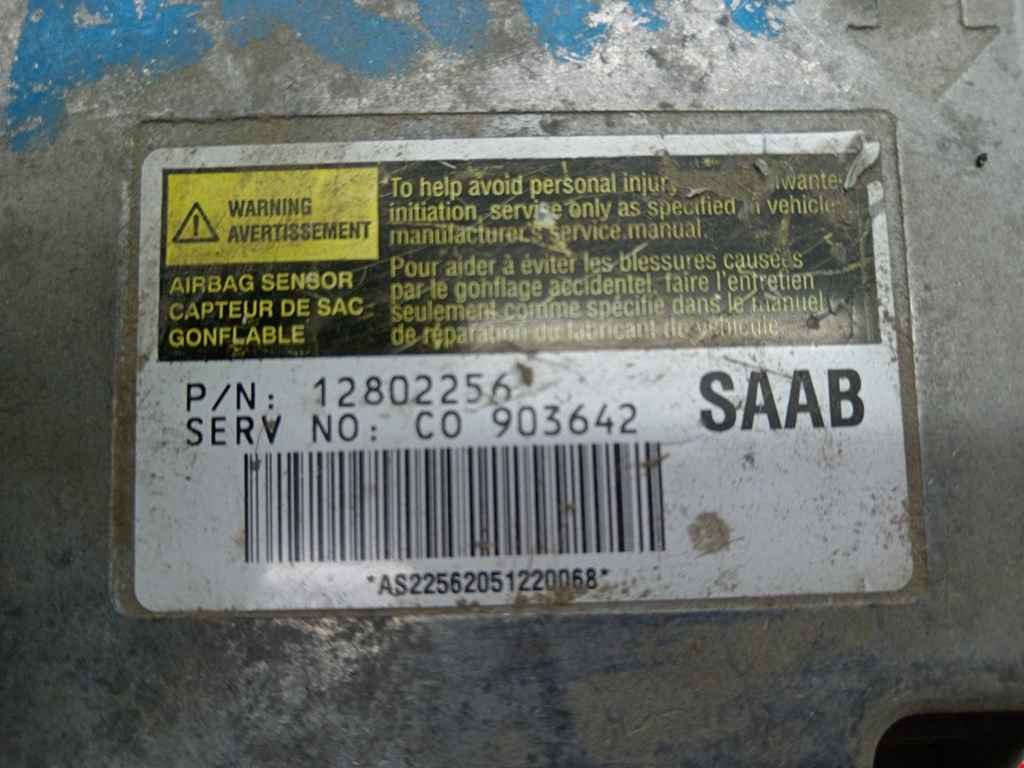 WARNING
AVERTISSEMENT
AIRBAG SENSOR
CAPTEUR DE SAC
GONFLABLE
To help avoid personal injury
initiation, service only as specified vehicle
manufacturer's service manual.
Pour aider à éviter les blessures causées
par le gonflage accidentel, faire l'entretien
seulement comme spécifié dans le manuel
de réparation du fabricant de véhicule.
P/N: 12802256
SERV NO: CO 903642
SAAB
*AS22562051220068*